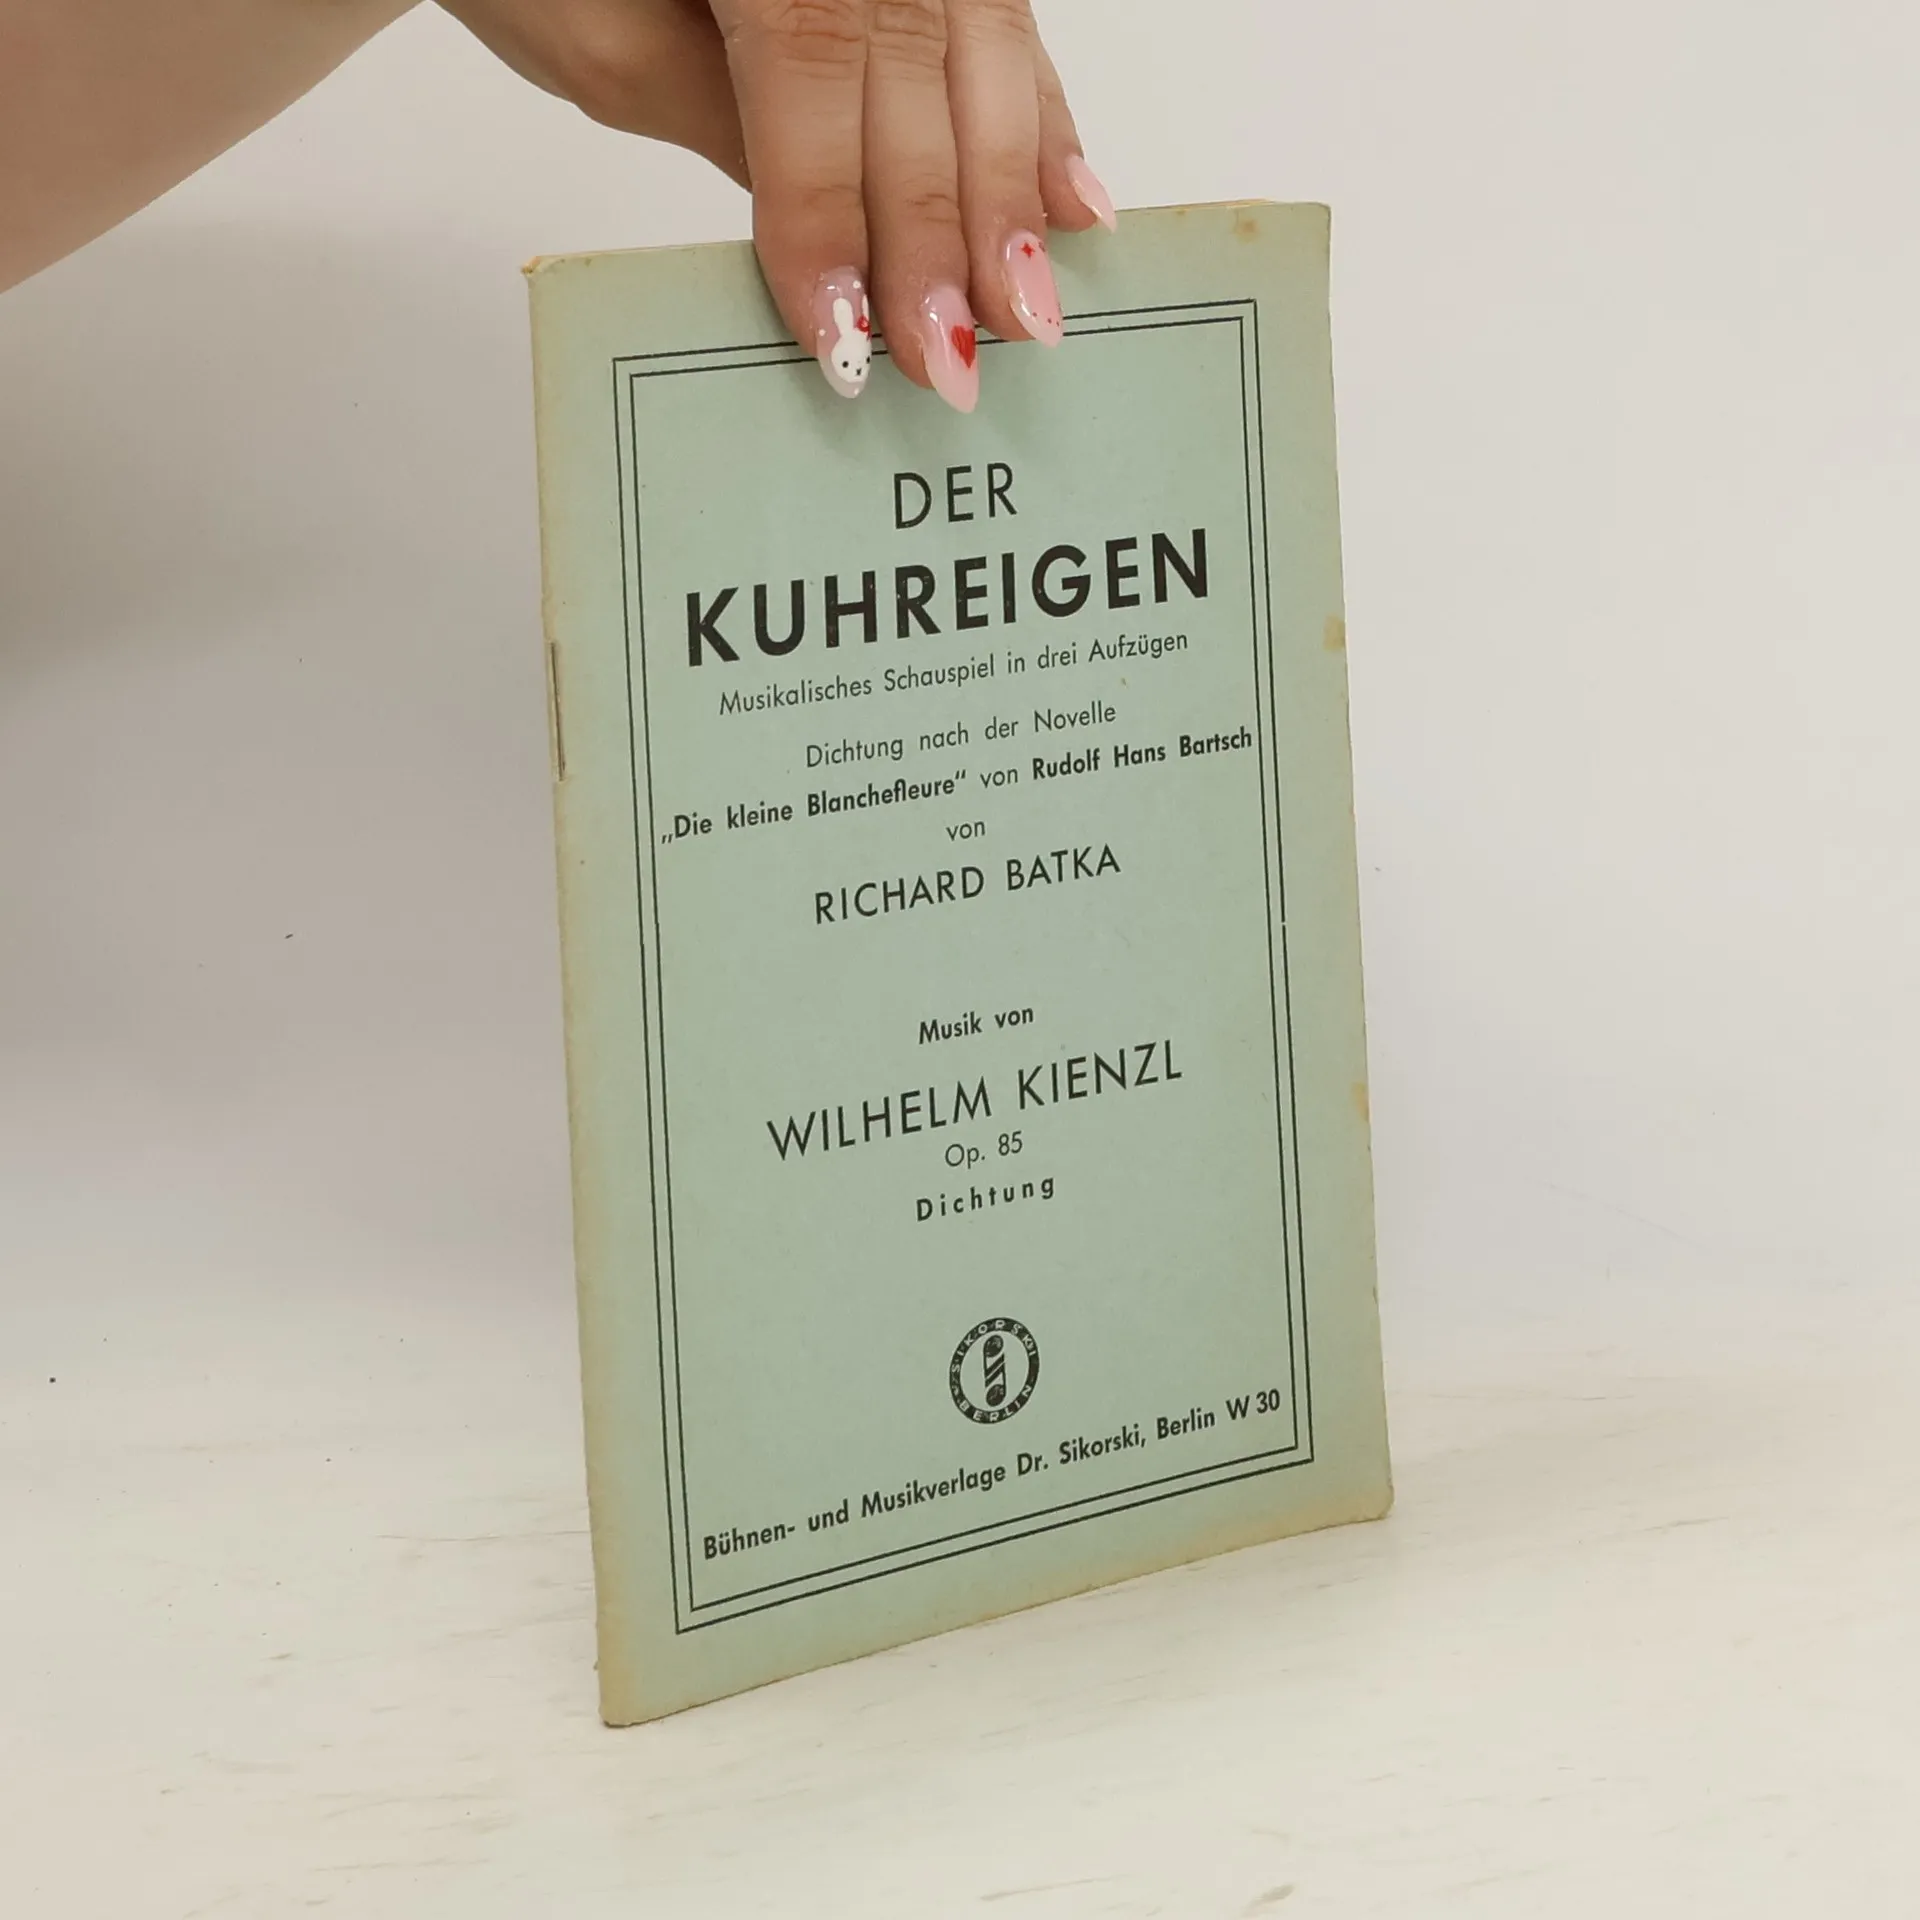 DER
KUHREIGEN
Musikalisches Schauspiel in drei Aufzügen
Dichtung nach der Novelle
„Die kleine Blanchefleure“ von Rudolf Hans Bartsch
von
RICHARD BATKA
Musik von
WILHELM KIENZL
Op. 85
Dichtung
SIKORSKI
BERLIN
Bühnen- und Musikverlage Dr. Sikorski, Berlin W 30